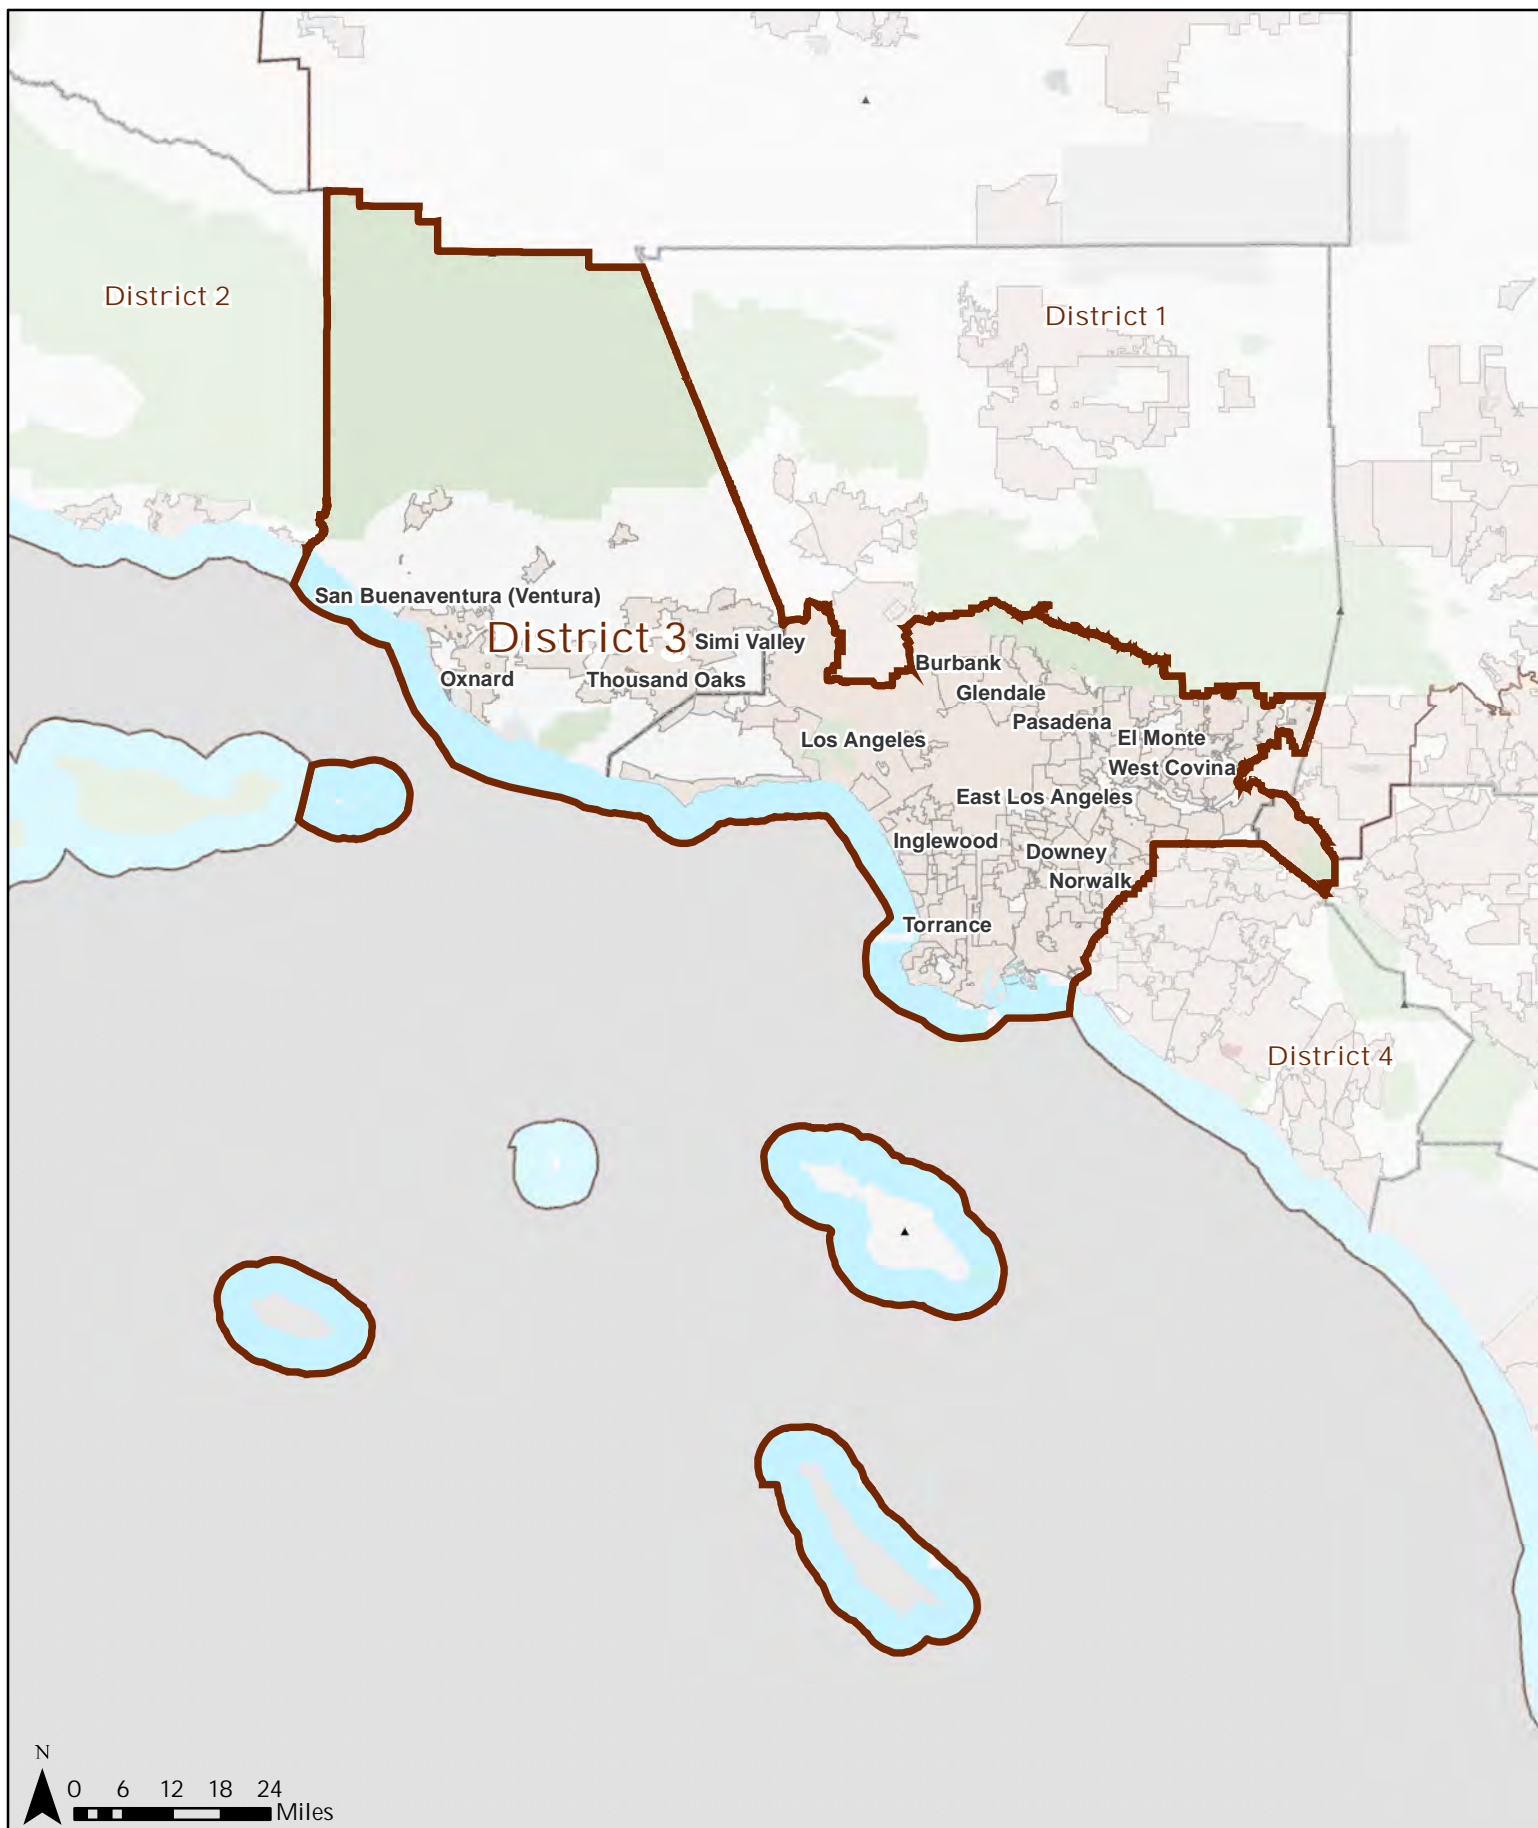 District 2
District 1
San Buenaventura (Ventura)
District 3
Simi Valley
Burbank
Oxnard
Thousand Oaks
Glendale
Pasadena
Los Angeles
El Monte
West Covina
East Los Angeles
Inglewood
Downey
Norwalk
Torrance
District 4
N
0 6 12 18 24
Miles